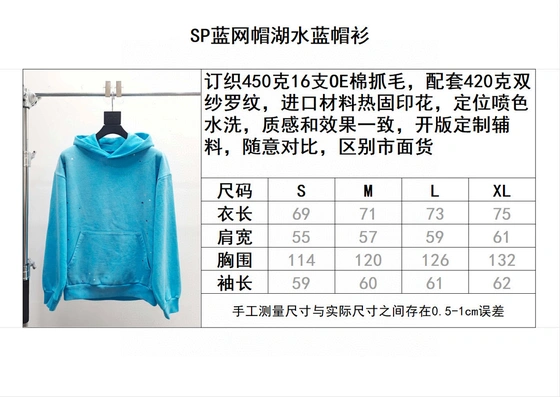 SP蓝网帽湖水蓝帽衫
订织450克16支OE棉抓毛，配套420克双
纱罗纹，进口材料热固印花，定位喷色
水洗，质感和效果一致，开版定制辅
料，随意对比，区别市面货
尺码 S M L XL
衣长 69 71 73 75
肩宽 55 57 59 61
胸围 114 120 126 132
袖长 59 60 61 62
手工测量尺寸与实际尺寸之间存在0.5-1cm误差